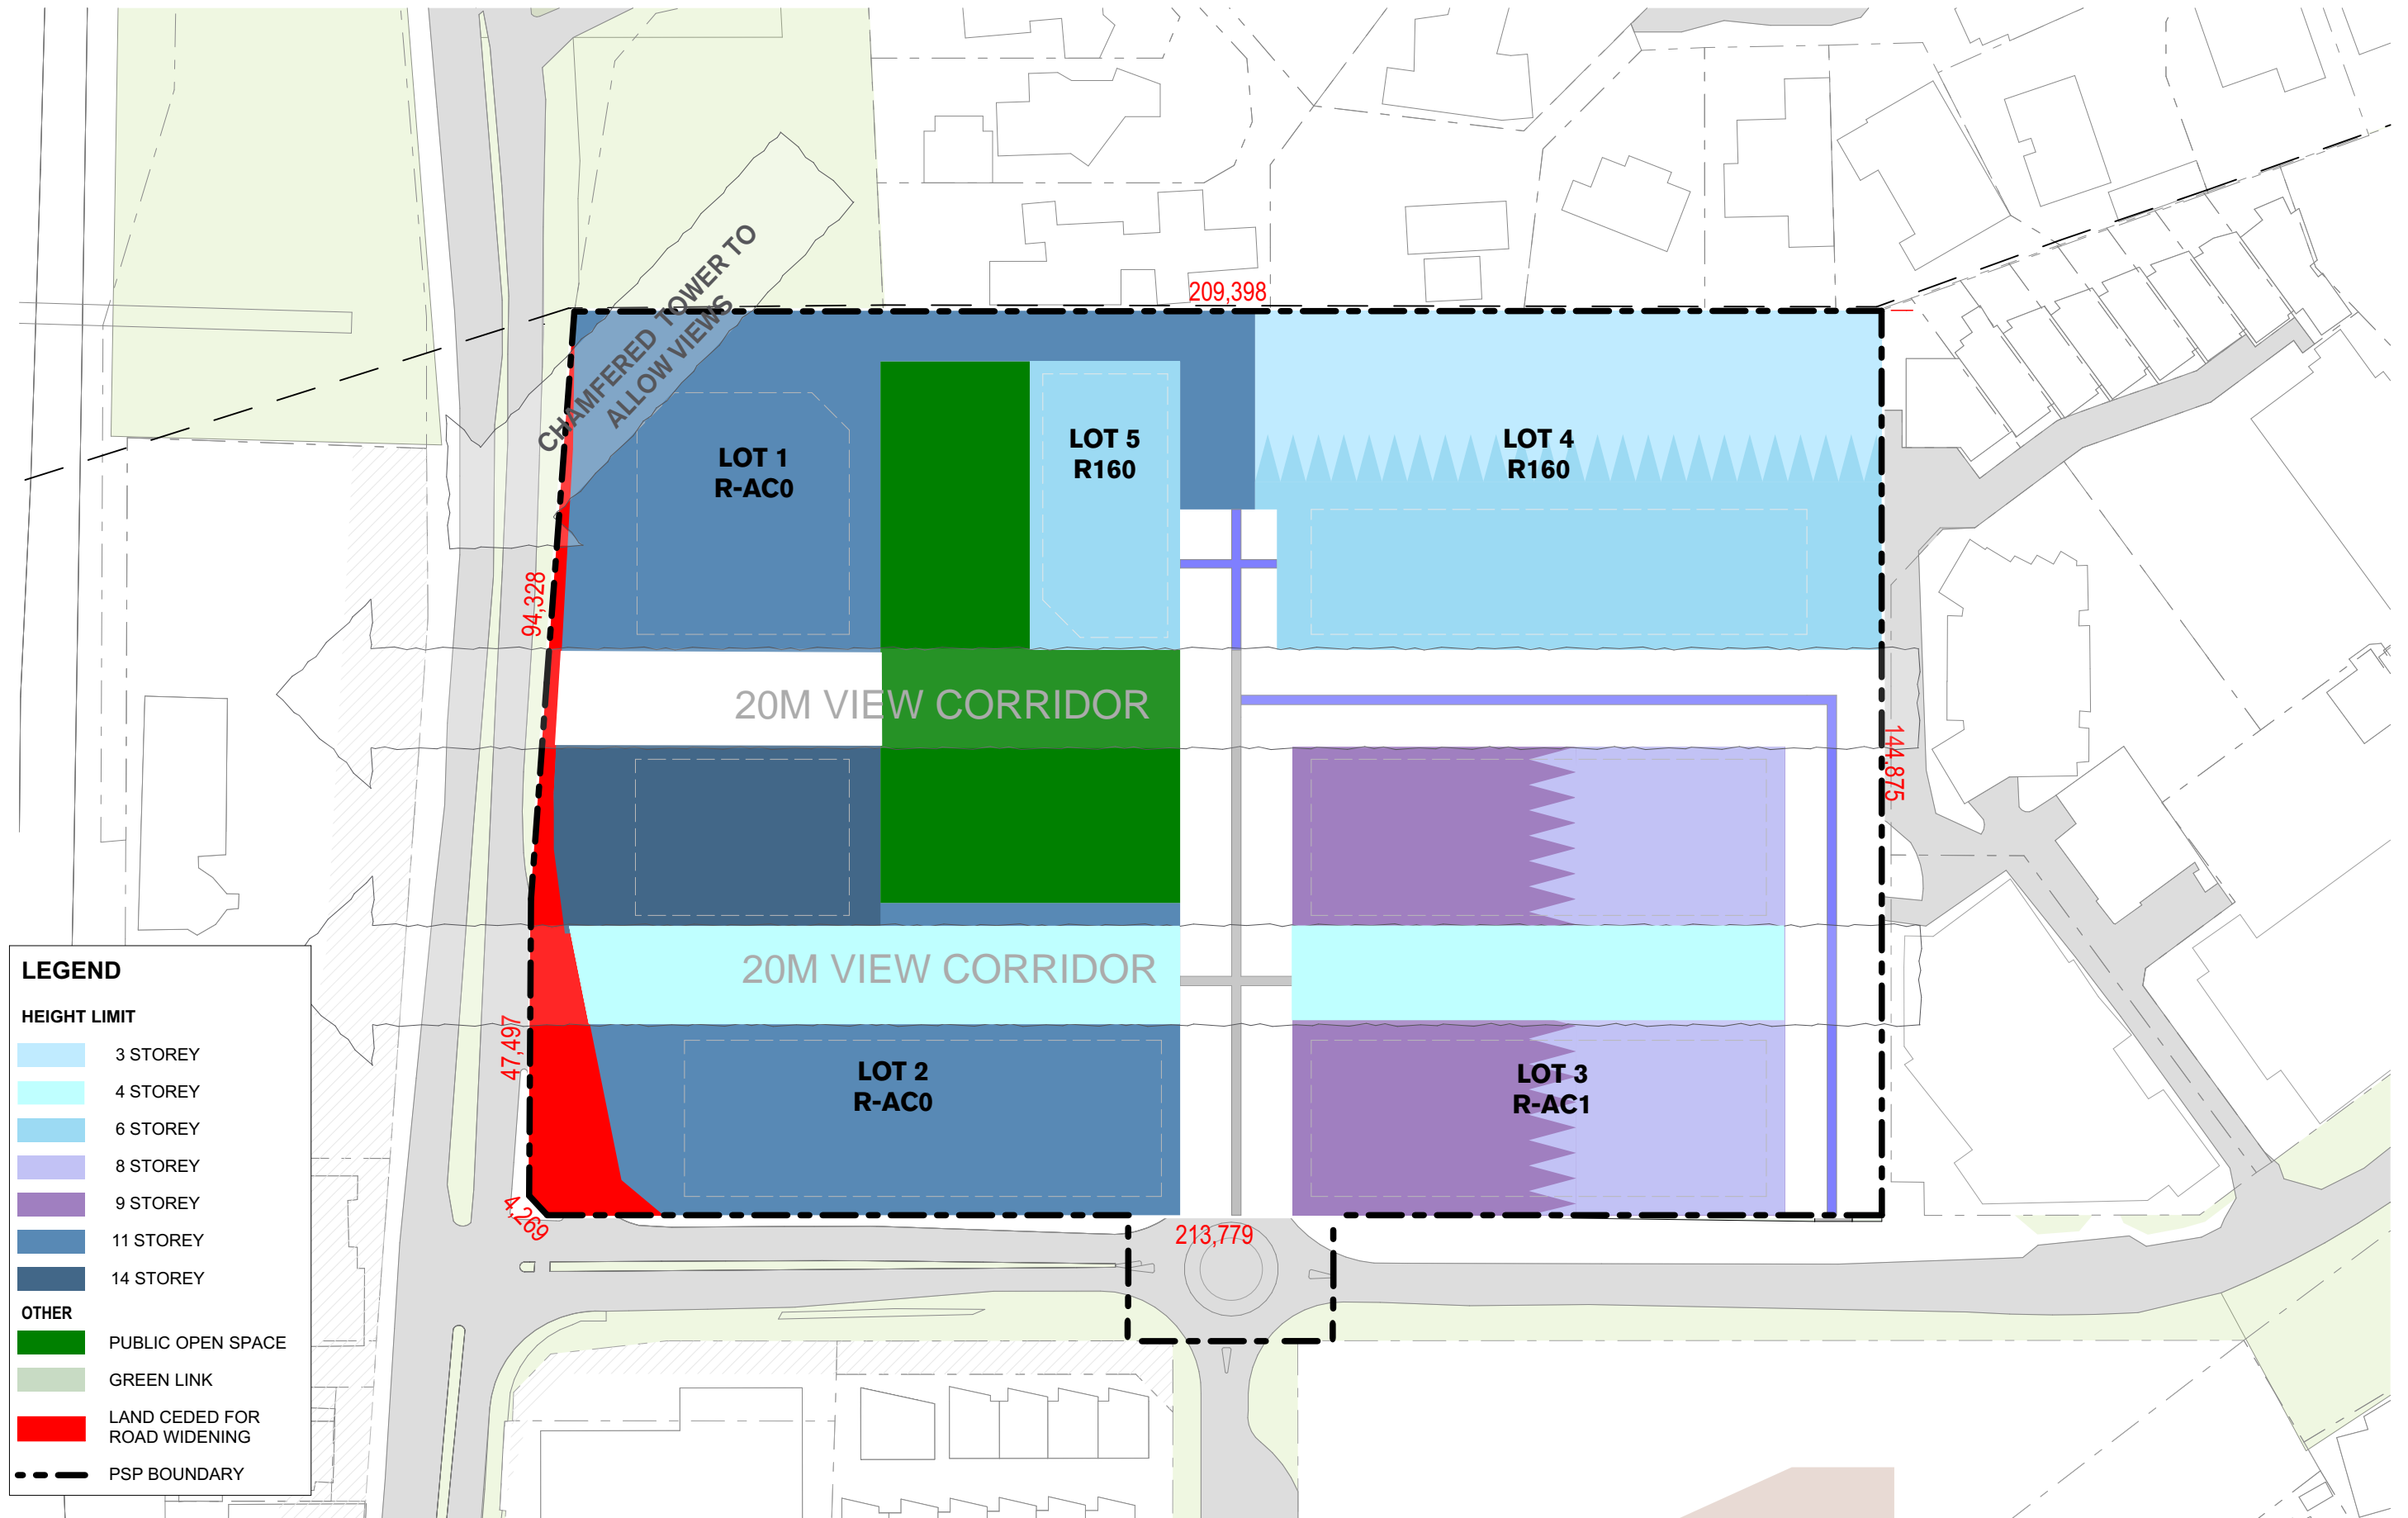 CHAMFERED TOWER TO
ALLOW VIEWS
209,398
LOT 1
R-AC0
LOT 5
R160
LOT 4
R160
94,328
20M VIEW CORRIDOR
144,875
20M VIEW CORRIDOR
47,497
LOT 2
R-AC0
LOT 3
R-AC1
4,269
213,779
LEGEND
HEIGHT LIMIT
3 STOREY
4 STOREY
6 STOREY
8 STOREY
9 STOREY
11 STOREY
14 STOREY
OTHER
PUBLIC OPEN SPACE
GREEN LINK
LAND CEDED FOR
ROAD WIDENING
PSP BOUNDARY